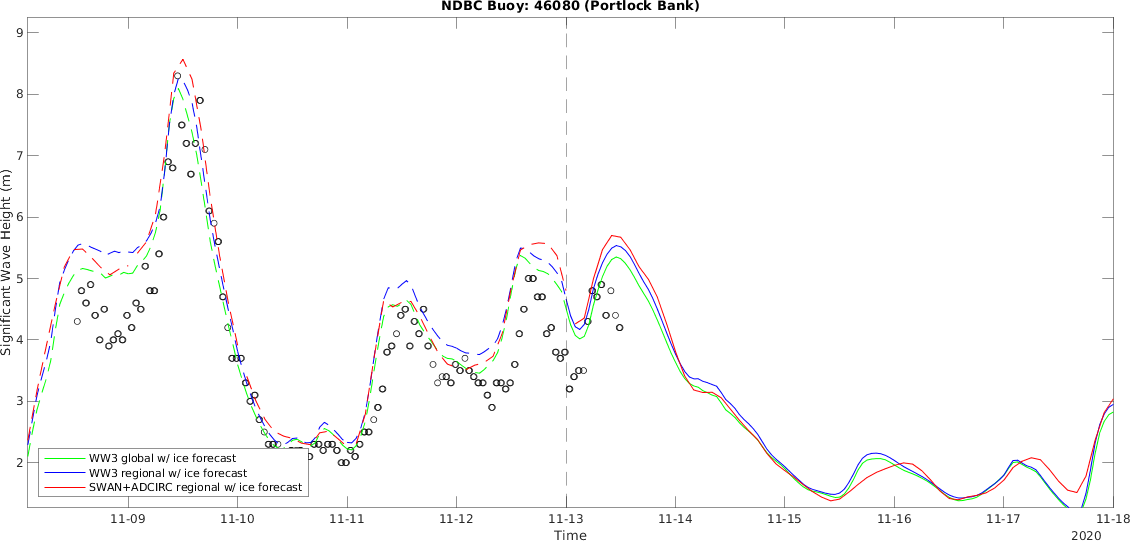 NDBC Buoy: 46080 (Portlock Bank)
9
8
7
6
5
4
3
2
Significant Wave Height (m)
WW3 global w/ ice forecast
WW3 regional w/ ice forecast
SWAN+ADCIRC regional w/ ice forecast
11-09 11-10 11-11 11-12 11-13 11-14 11-15 11-16 11-17 11-18
Time
2020